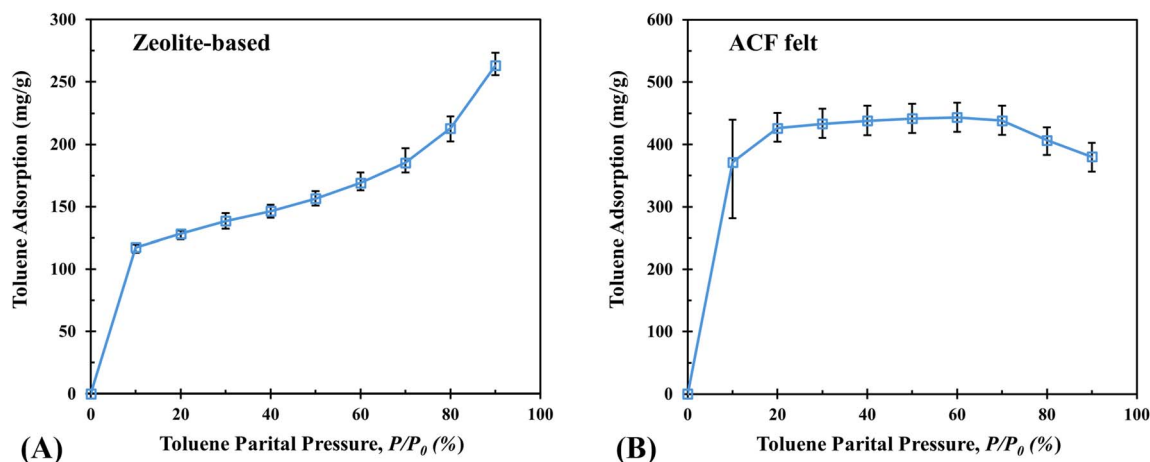 Zeolite-based
Toluene Adsorption (mg/g)
300
250
200
150
100
50
0
0 20 40 60 80 100
Toluene Parital Pressure, P/P₀ (%)
(A)
ACF felt
Toluene Adsorption (mg/g)
600
500
400
300
200
100
0
0 20 40 60 80 100
Toluene Parital Pressure, P/P₀ (%)
(B)